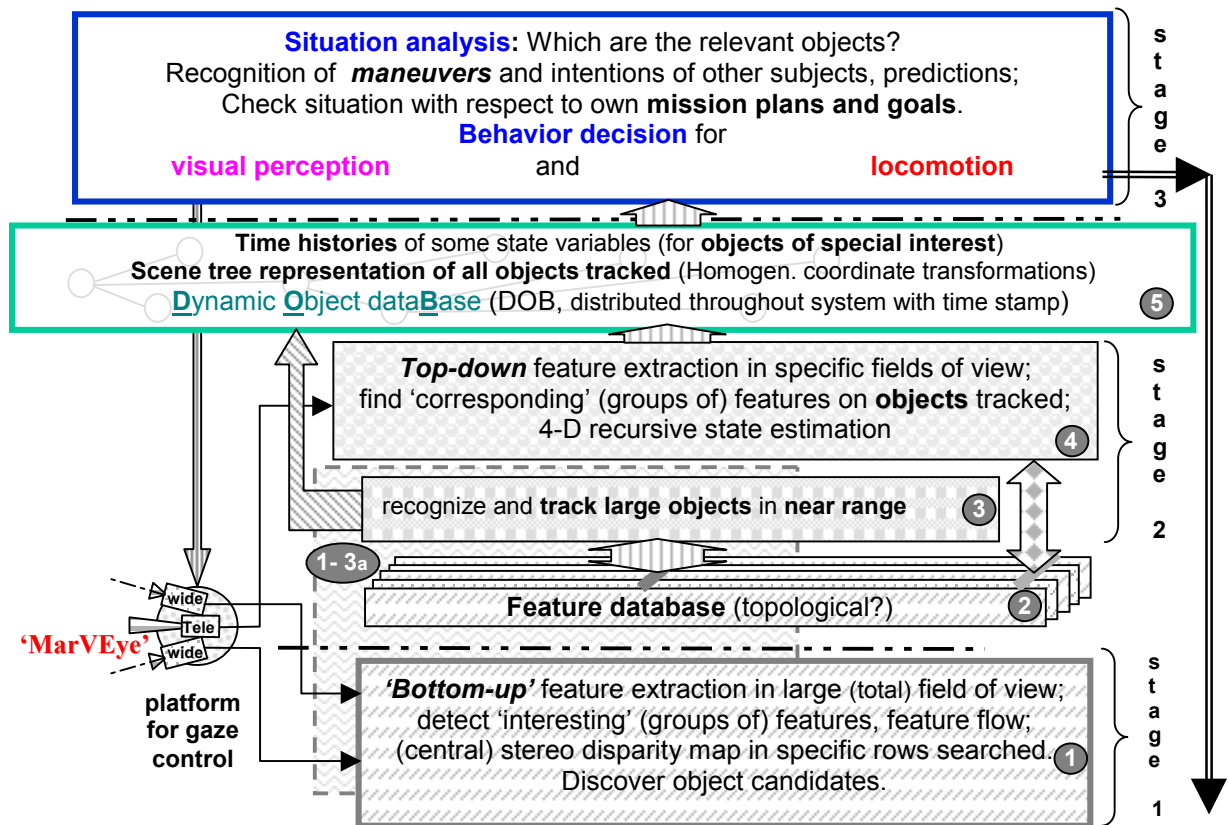 Situation analysis: Which are the relevant objects?
Recognition of maneuvers and intentions of other subjects, predictions;
Check situation with respect to own mission plans and goals.
Behavior decision for
visual perception and locomotion
stage 3
Time histories of some state variables (for objects of special interest)
Scene tree representation of all objects tracked (Homogen. coordinate transformations)
Dynamic Object dataBase (DOB, distributed throughout system with time stamp)
5
Top-down feature extraction in specific fields of view;
find ‘corresponding’ (groups of) features on objects tracked;
4-D recursive state estimation
4
stage 2
recognize and track large objects in near range
3
1- 3a
Feature database (topological?)
2
wide
Tele
wide
‘MarVEye’
platform
for gaze
control
‘Bottom-up’ feature extraction in large (total) field of view;
detect ‘interesting’ (groups of) features, feature flow;
(central) stereo disparity map in specific rows searched.
Discover object candidates.
1
stage 1